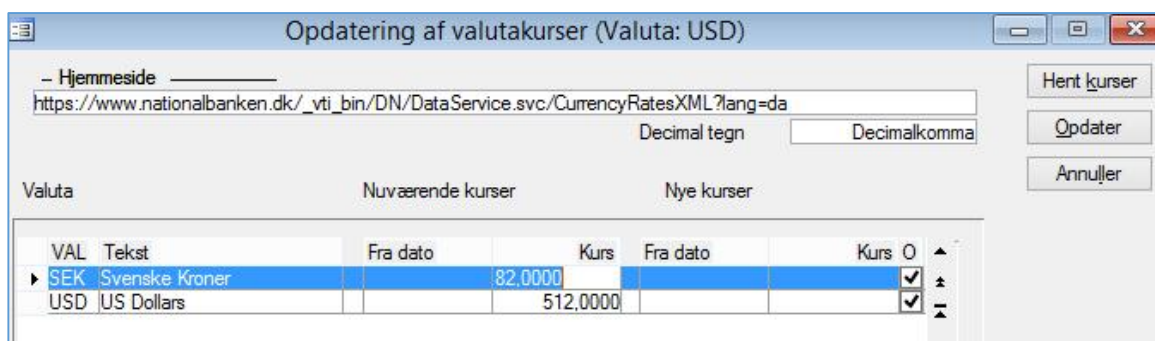 Opdatering af valutakurser (Valuta: USD)
Hjemmeside
Hent kurser
https://www.nationalbanken.dk/_vti_bin/DN/DataService.svc/CurrencyRatesXML?lang=da
Decimal tegn Decimalkomma
Opdater
Annuller
Valuta Nuværende kurser Nye kurser
VAL Tekst Fra dato Kurs Fra dato Kurs O
SEK Svenske Kroner 82,0000
USD US Dollars 512,0000